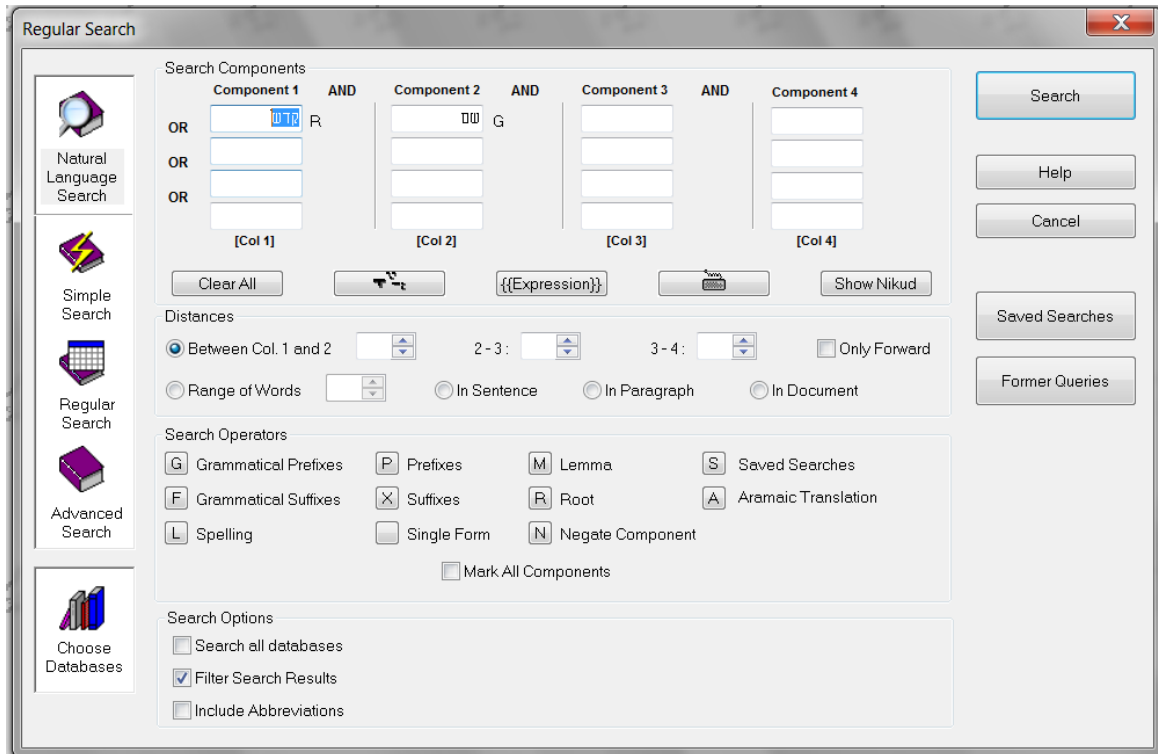 Regular Search
X
Natural
Language
Search
Simple
Search
Regular
Search
Advanced
Search
Choose
Databases
Search Components
Component 1 AND Component 2 AND Component 3 AND Component 4
OR קדש R שם G
OR
OR
[Col 1] [Col 2] [Col 3] [Col 4]
Clear All {{Expression}} Show Nikud
Distances
Between Col. 1 and 2 2 - 3 : 3 - 4 : Only Forward
Range of Words In Sentence In Paragraph In Document
Search Operators
G Grammatical Prefixes P Prefixes M Lemma S Saved Searches
F Grammatical Suffixes X Suffixes R Root A Aramaic Translation
L Spelling Single Form N Negate Component
Mark All Components
Search Options
Search all databases
Filter Search Results
Include Abbreviations
Search
Help
Cancel
Saved Searches
Former Queries